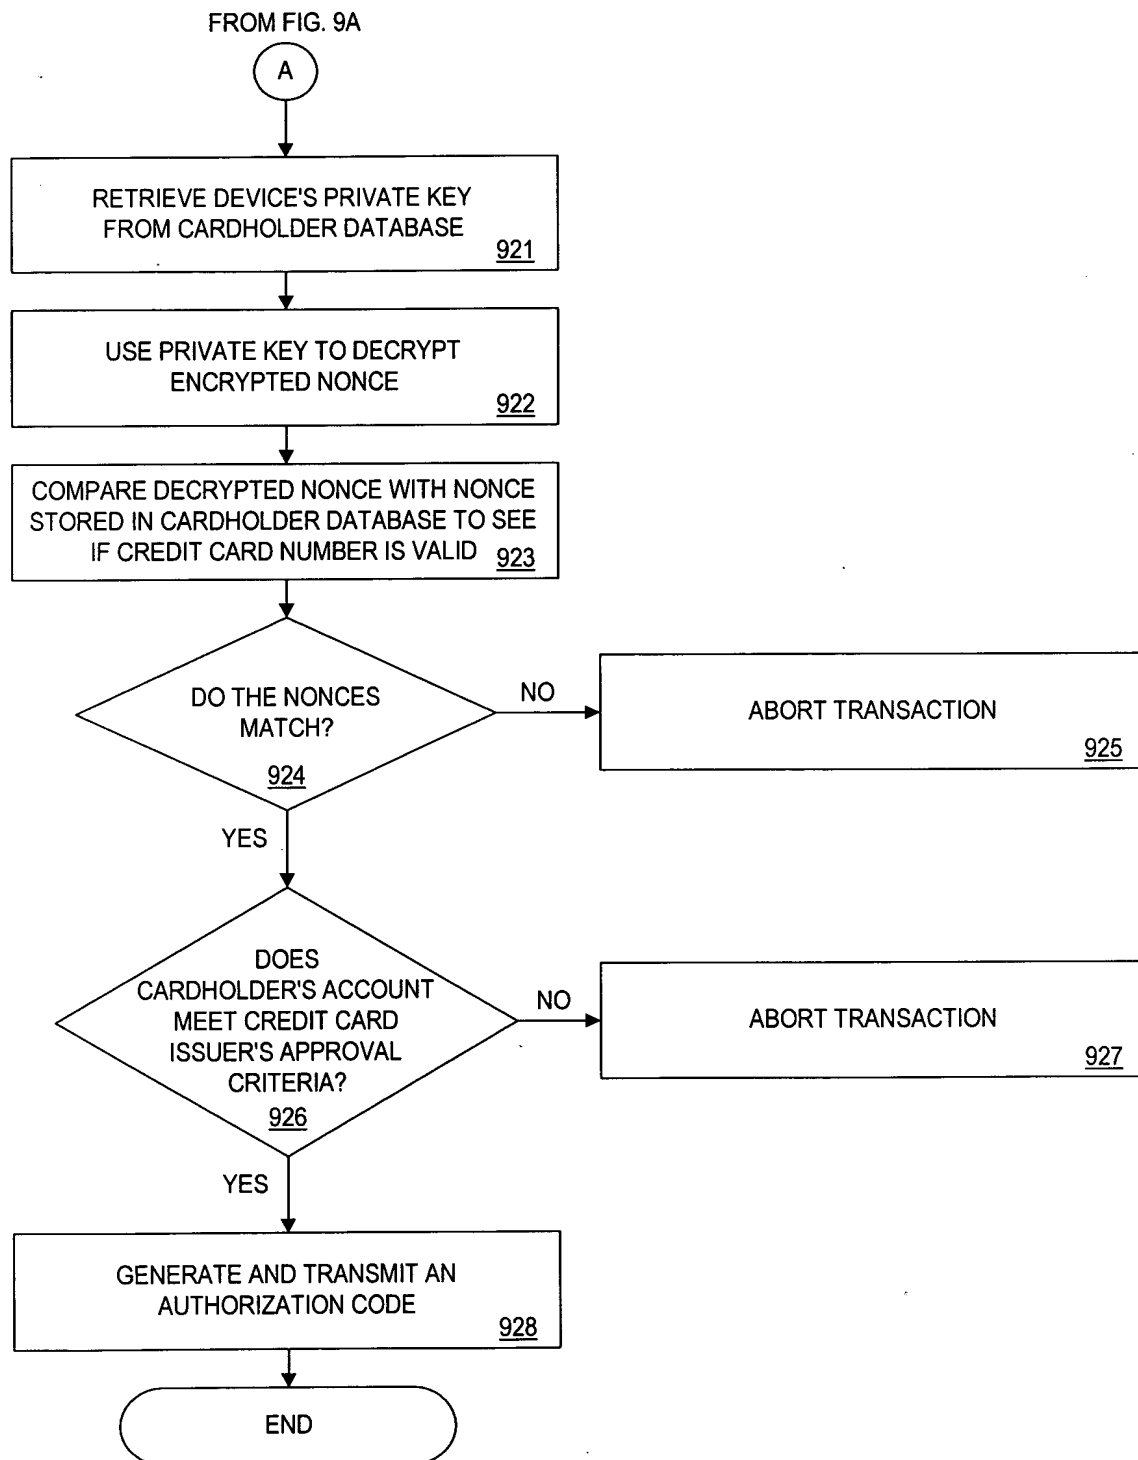 FROM FIG. 9A
A
RETRIEVE DEVICE'S PRIVATE KEY
FROM CARDHOLDER DATABASE
921
USE PRIVATE KEY TO DECRYPT
ENCRYPTED NONCE
922
COMPARE DECRYPTED NONCE WITH NONCE
STORED IN CARDHOLDER DATABASE TO SEE
IF CREDIT CARD NUMBER IS VALID 923
DO THE NONCES
MATCH?
924
NO
ABORT TRANSACTION
925
YES
DOES
CARDHOLDER'S ACCOUNT
MEET CREDIT CARD
ISSUER'S APPROVAL
CRITERIA?
926
NO
ABORT TRANSACTION
927
YES
GENERATE AND TRANSMIT AN
AUTHORIZATION CODE
928
END